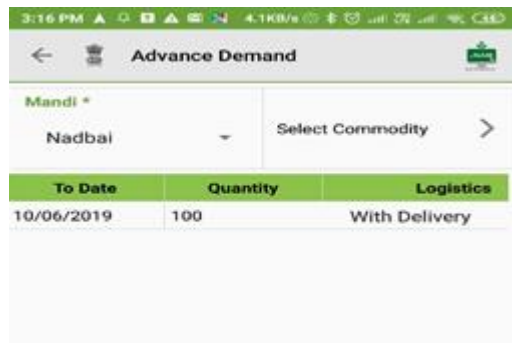 3:16 PM 4.1KB/s
Advance Demand
Mandi *
Nadbai
Select Commodity
To Date Quantity Logistics
10/06/2019 100 With Delivery